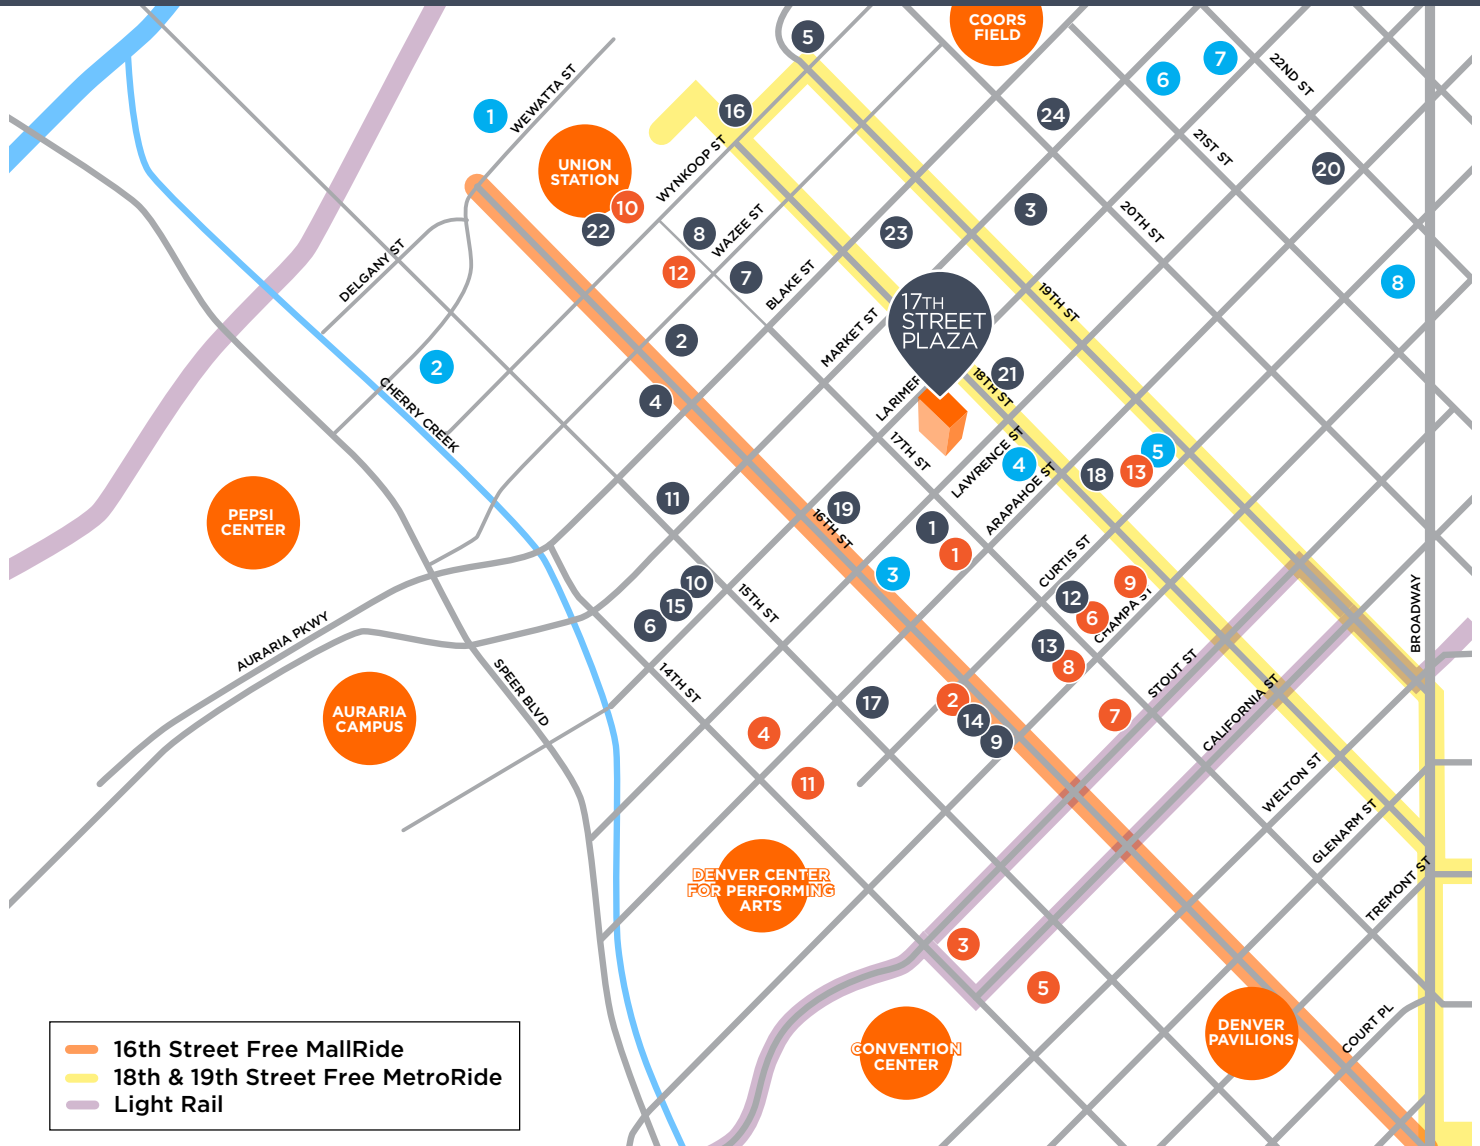 COORS
FIELD
5
7
6
22ND ST
WEWATTA ST
1
16
24
21ST ST
UNION
STATION
WYNKOOP ST
20
10
22
8
WAZEE ST
3
20TH ST
23
12
7
DELGANY ST
BLAKE ST
8
19TH ST
17TH
STREET
PLAZA
MARKET ST
2
2
21
18TH ST
CHERRY CREEK
4
LARIMER
17TH ST
LAWRENCE ST
4
5
13
18
ARAPAHOE ST
11
19
16TH ST
1
1
PEPSI
CENTER
CURTIS ST
3
10
15
6
15TH ST
12
9
6
CHAMPA ST
BROADWAY
AURARIA PKWY
13
8
14TH ST
SPEER BLVD
STOUT ST
CALIFORNIA ST
17
2
14
9
7
AURARIA
CAMPUS
4
11
WELTON ST
GLENARM ST
TREMONT ST
DENVER CENTER
FOR PERFORMING
ARTS
3
5
CONVENTION
CENTER
DENVER
PAVILIONS
COURT PL
16th Street Free MallRide
18th & 19th Street Free MetroRide
Light Rail